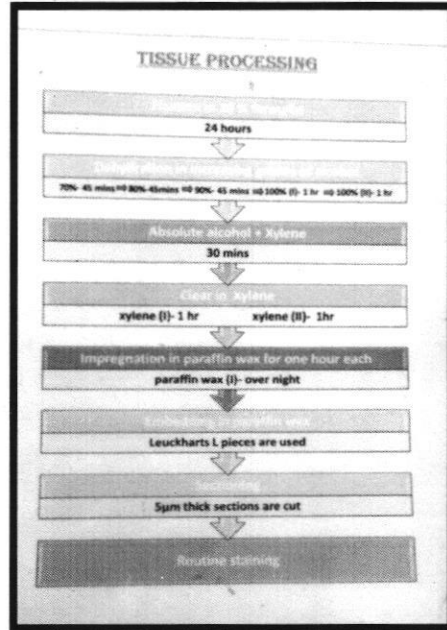 TISSUE PROCESSING
24 hours
70%- 45 mins ⇒ 80%-45mins ⇒ 90%- 45 mins ⇒ 100% (I)- 1 hr ⇒ 100% (II)- 1 hr
Absolute alcohol + Xylene
30 mins
Clear in Xylane
xylene (I)- 1 hr xylene (II)- 1hr
Impregnation in paraffin wax for one hour each
paraffin wax (I)- over night
Leuckharts L pieces are used
Sectioning
5µm thick sections are cut
Routine staining